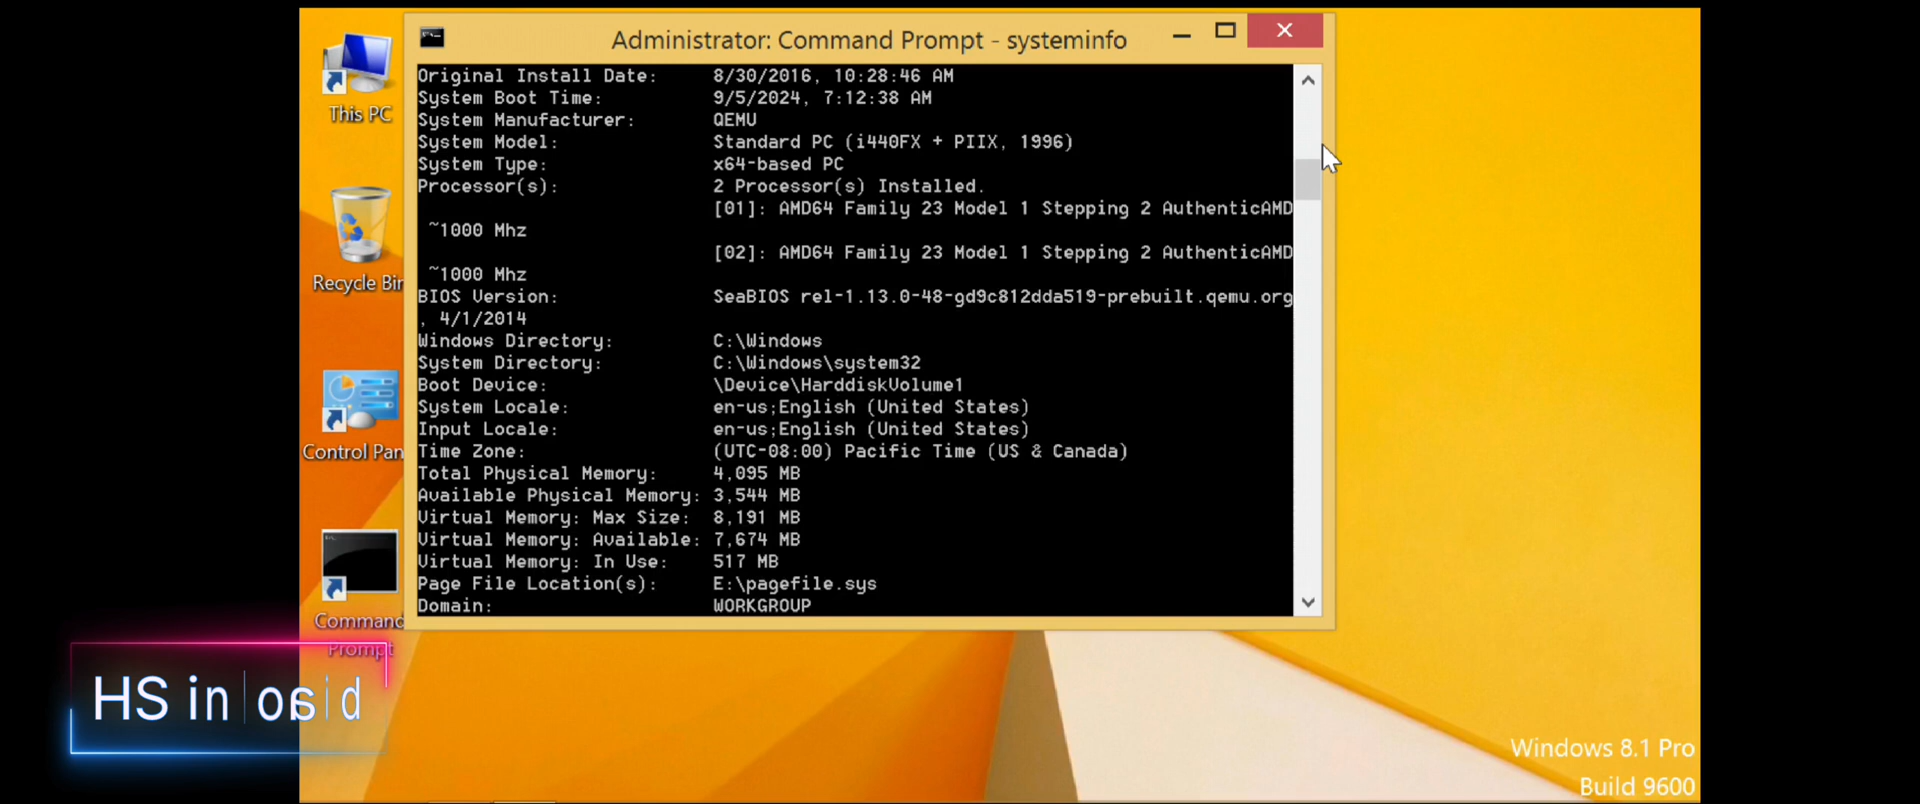 Administrator: Command Prompt - systeminfo
This PC
Recycle Bin
Control Pan
Command
Prompt
Original Install Date: 8/30/2016, 10:28:46 AM
System Boot Time: 9/5/2024, 7:12:38 AM
System Manufacturer: QEMU
System Model: Standard PC (i440FX + PIIX, 1996)
System Type: x64-based PC
Processor(s): 2 Processor(s) Installed.
[01]: AMD64 Family 23 Model 1 Stepping 2 AuthenticAMD
~1000 Mhz
[02]: AMD64 Family 23 Model 1 Stepping 2 AuthenticAMD
~1000 Mhz
BIOS Version: SeaBIOS rel-1.13.0-48-gd9c812dda519-prebuilt.qemu.org
, 4/1/2014
Windows Directory: C:\Windows
System Directory: C:\Windows\system32
Boot Device: \Device\HarddiskVolume1
System Locale: en-us;English (United States)
Input Locale: en-us;English (United States)
Time Zone: (UTC-08:00) Pacific Time (US & Canada)
Total Physical Memory: 4,095 MB
Available Physical Memory: 3,544 MB
Virtual Memory: Max Size: 8,191 MB
Virtual Memory: Available: 7,674 MB
Virtual Memory: In Use: 517 MB
Page File Location(s): E:\pagefile.sys
Domain: WORKGROUP
HS in
Windows 8.1 Pro
Build 9600